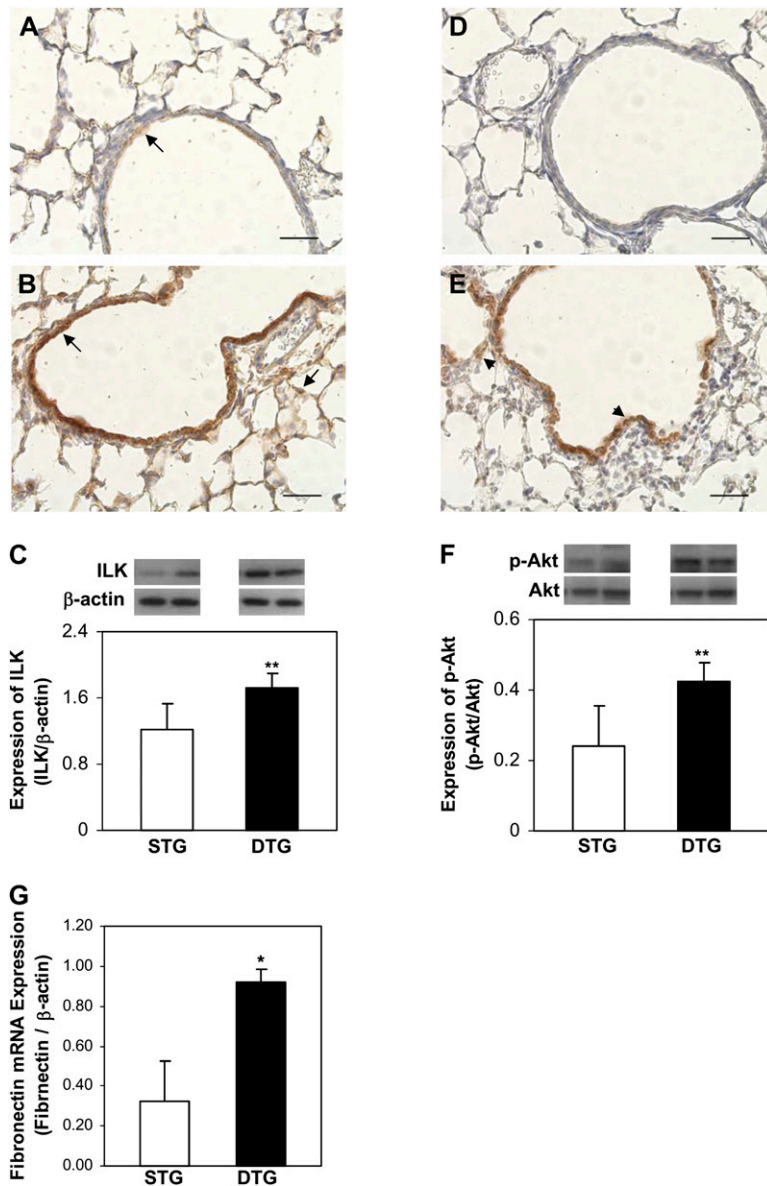 A
D
B
E
C
ILK
β-actin
2.4
**
1.6
0.8
0
Expression of ILK
(ILK/β-actin)
STG DTG
F
p-Akt
Akt
0.6
**
0.4
0.2
0
Expression of p-Akt
(p-Akt/Akt)
STG DTG
G
1.20
*
1.00
0.80
0.60
0.40
0.20
0.00
Fibronectin mRNA Expression
(Fibrnectin / β-actin)
STG DTG